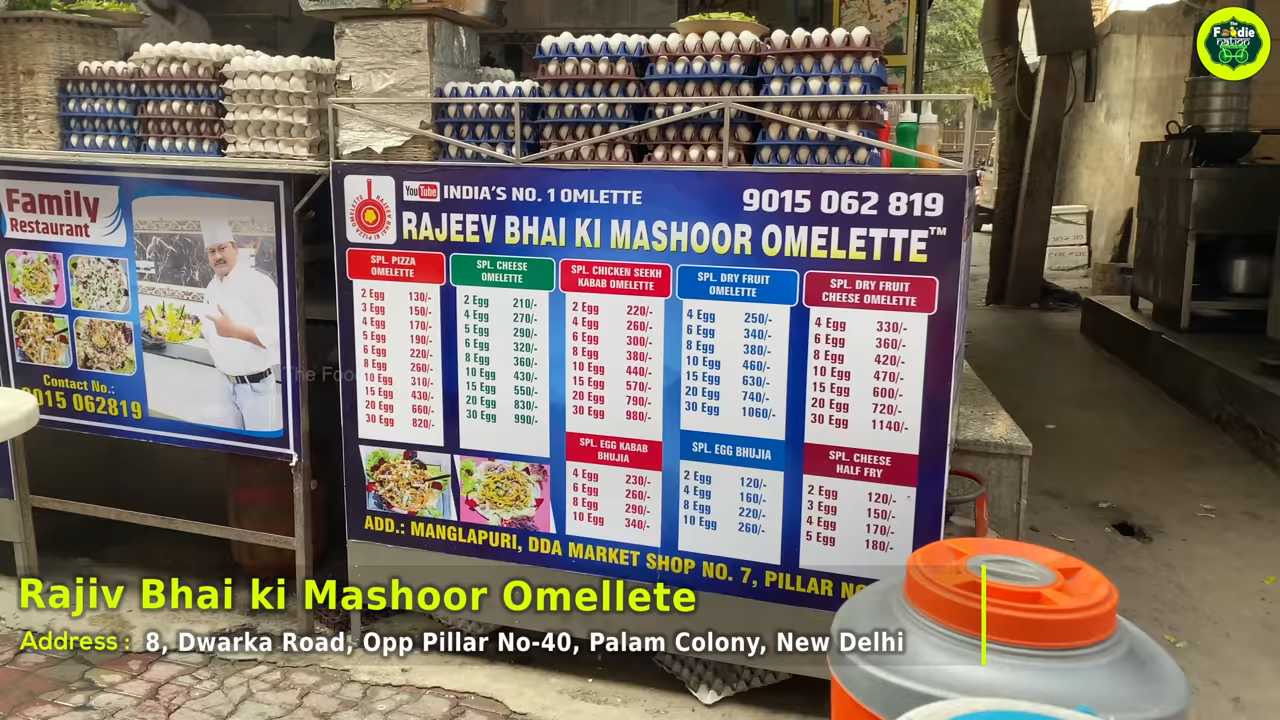 The
Foodie
nation
Family
Restaurant
Contact No.:
9015 062819
YouTube INDIA'S NO. 1 OMLETTE
9015 062 819
RAJEEV BHAI KI MASHOOR OMELETTE™
SPL. PIZZA
OMELETTE
2 Egg 130/-
3 Egg 150/-
4 Egg 170/-
5 Egg 190/-
6 Egg 220/-
8 Egg 260/-
10 Egg 310/-
15 Egg 430/-
20 Egg 660/-
30 Egg 820/-
SPL. CHEESE
OMELETTE
2 Egg 210/-
4 Egg 270/-
5 Egg 290/-
6 Egg 320/-
8 Egg 360/-
10 Egg 430/-
15 Egg 550/-
20 Egg 830/-
30 Egg 990/-
SPL. CHICKEN SEEKH
KABAB OMELETTE
2 Egg 220/-
4 Egg 260/-
6 Egg 300/-
8 Egg 380/-
10 Egg 440/-
15 Egg 570/-
20 Egg 790/-
30 Egg 980/-
SPL. EGG KABAB
BHUJIA
4 Egg 230/-
6 Egg 260/-
8 Egg 290/-
10 Egg 340/-
SPL. DRY FRUIT
OMELETTE
4 Egg 250/-
6 Egg 340/-
8 Egg 380/-
10 Egg 460/-
15 Egg 630/-
20 Egg 740/-
30 Egg 1060/-
SPL. EGG BHUJIA
2 Egg 120/-
4 Egg 160/-
8 Egg 220/-
10 Egg 260/-
SPL. DRY FRUIT
CHEESE OMELETTE
4 Egg 330/-
6 Egg 360/-
8 Egg 420/-
10 Egg 470/-
15 Egg 600/-
20 Egg 720/-
30 Egg 1140/-
SPL. CHEESE
HALF FRY
2 Egg 120/-
3 Egg 150/-
4 Egg 170/-
5 Egg 180/-
ADD.: MANGLAPURI, DDA MARKET SHOP NO. 7, PILLAR NO
Rajiv Bhai ki Mashoor Omellete
Address : 8, Dwarka Road, Opp Pillar No-40, Palam Colony, New Delhi